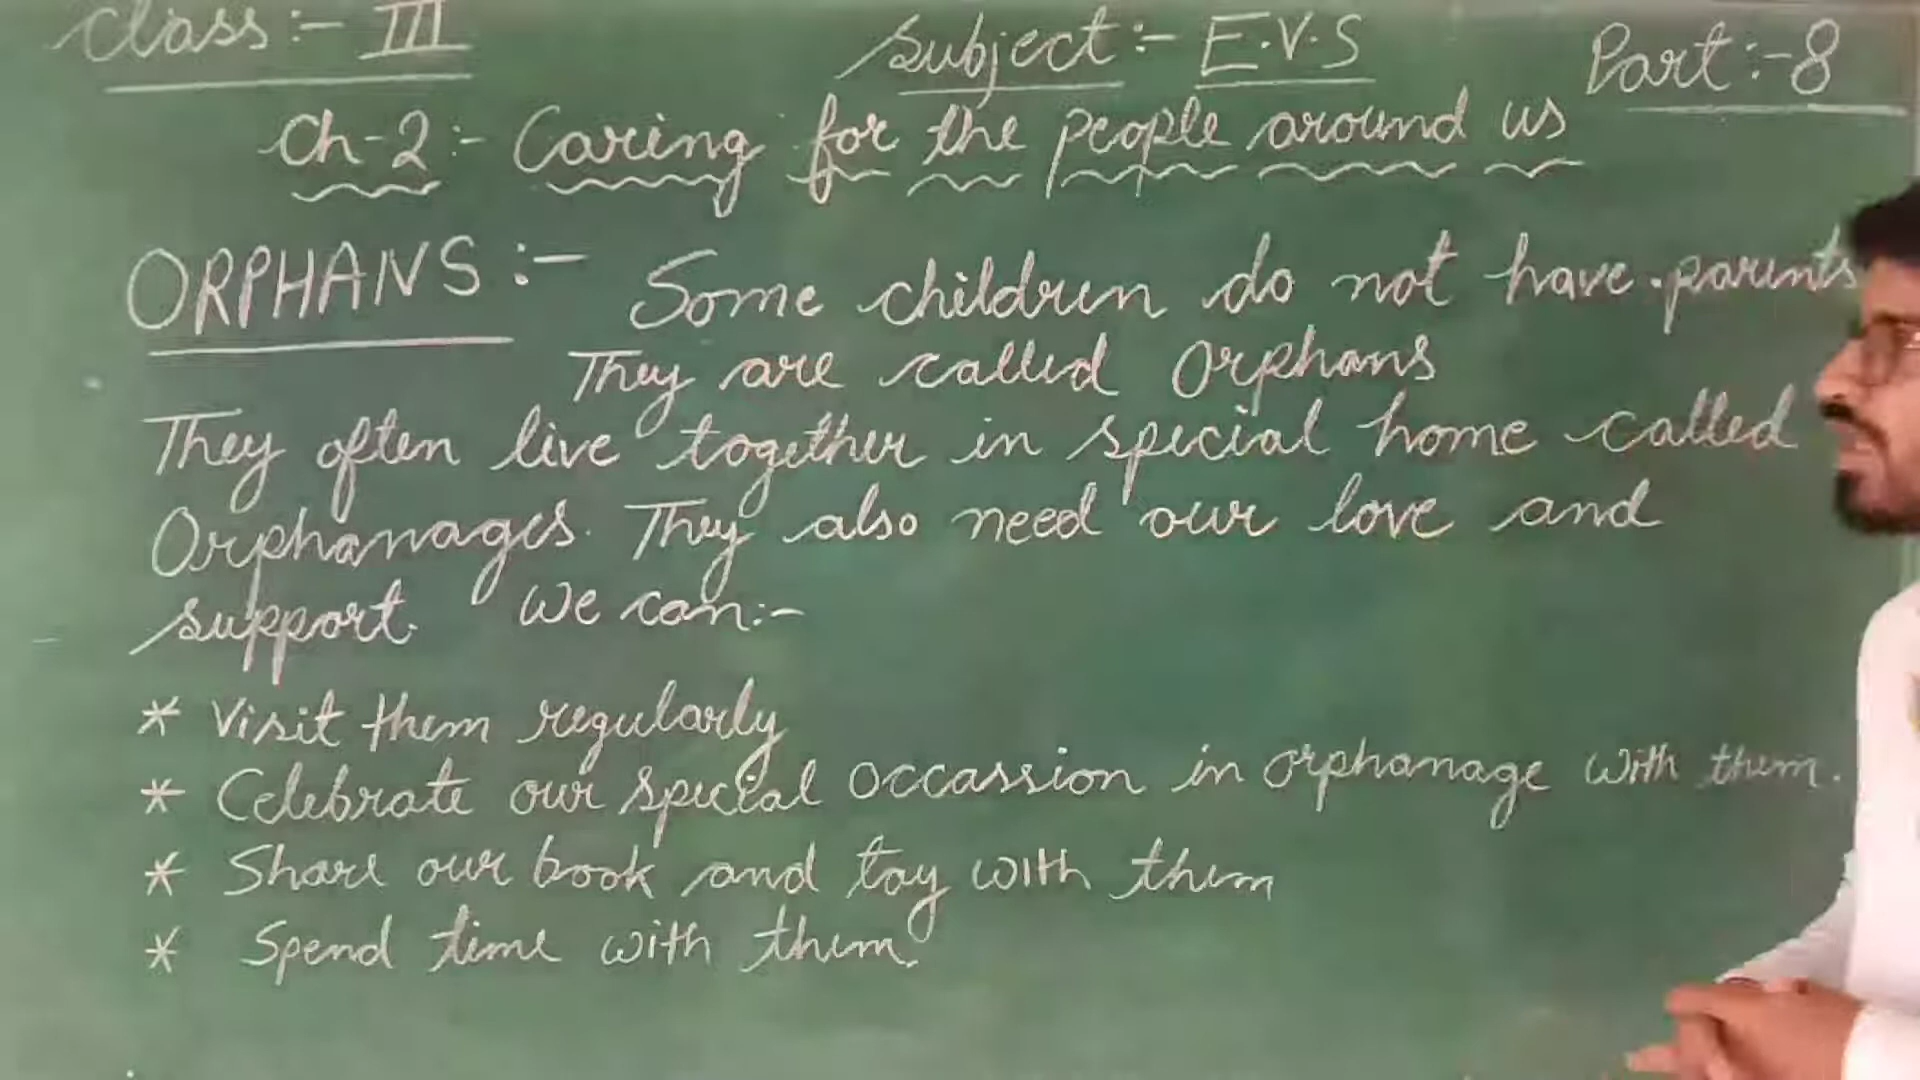 Class:- III Subject:- E.V.S Part:-8
Ch-2:- Caring for the people around us
ORPHANS:- Some children do not have parents
They are called Orphans
They often live together in special home called
Orphanages. They also need our love and
support. We can:-
* Visit them regularly
* Celebrate our special occassion in orphanage with them.
* Share our book and toy with them
* Spend time with them.